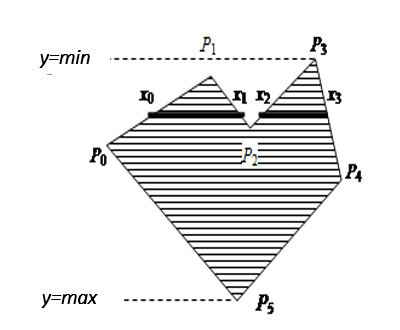 P₁
P₃
y=min
x₀
x₁
x₂
x₃
P₀
P₂
P₄
y=max
P₅